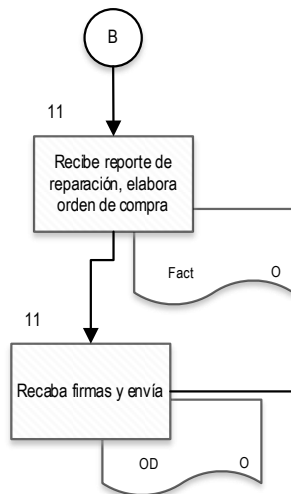 B
11
Recibe reporte de
reparación, elabora
orden de compra
Fact O
11
Recaba firmas y envía
OD O